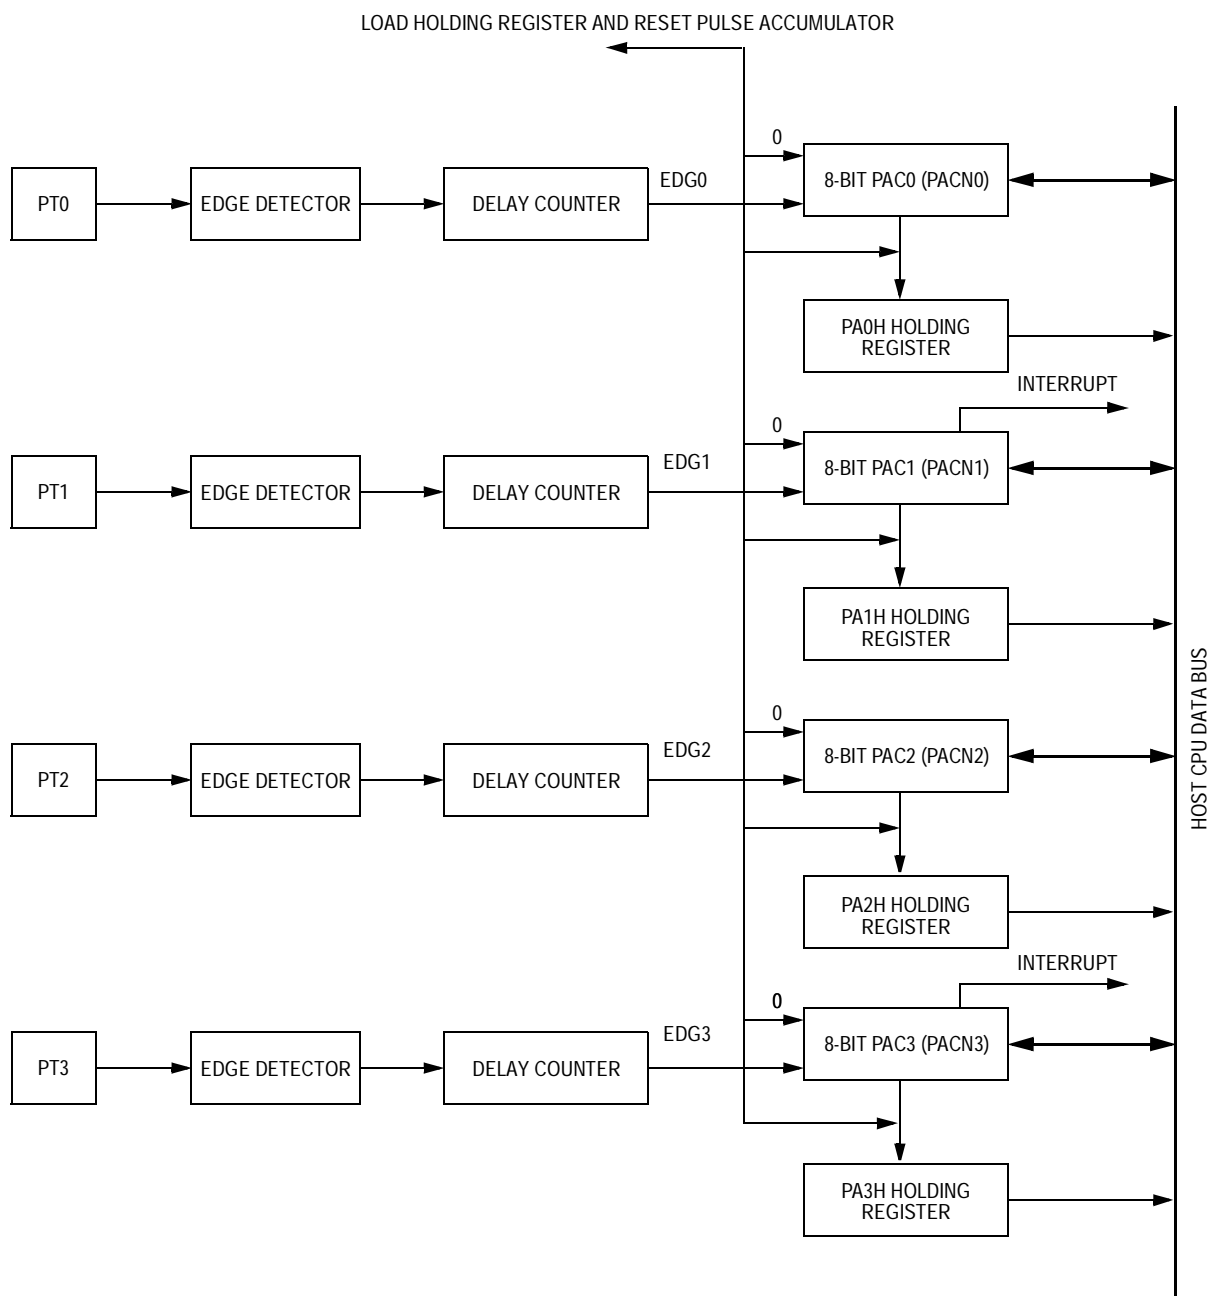 LOAD HOLDING REGISTER AND RESET PULSE ACCUMULATOR
0
EDG0
PT0
EDGE DETECTOR
DELAY COUNTER
8-BIT PAC0 (PACN0)
PA0H HOLDING
REGISTER
INTERRUPT
0
EDG1
PT1
EDGE DETECTOR
DELAY COUNTER
8-BIT PAC1 (PACN1)
PA1H HOLDING
REGISTER
HOST CPU DATA BUS
0
EDG2
PT2
EDGE DETECTOR
DELAY COUNTER
8-BIT PAC2 (PACN2)
PA2H HOLDING
REGISTER
INTERRUPT
0
EDG3
PT3
EDGE DETECTOR
DELAY COUNTER
8-BIT PAC3 (PACN3)
PA3H HOLDING
REGISTER